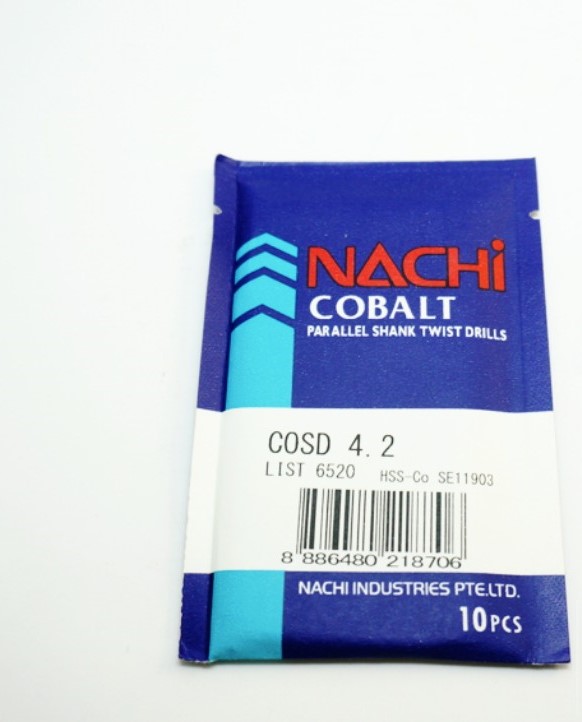 NACHi
COBALT
PARALLEL SHANK TWIST DRILLS
COSD 4.2
LIST 6520 HSS-Co SE11903
8 886480 218706
NACHI INDUSTRIES PTE.LTD.
10PCS